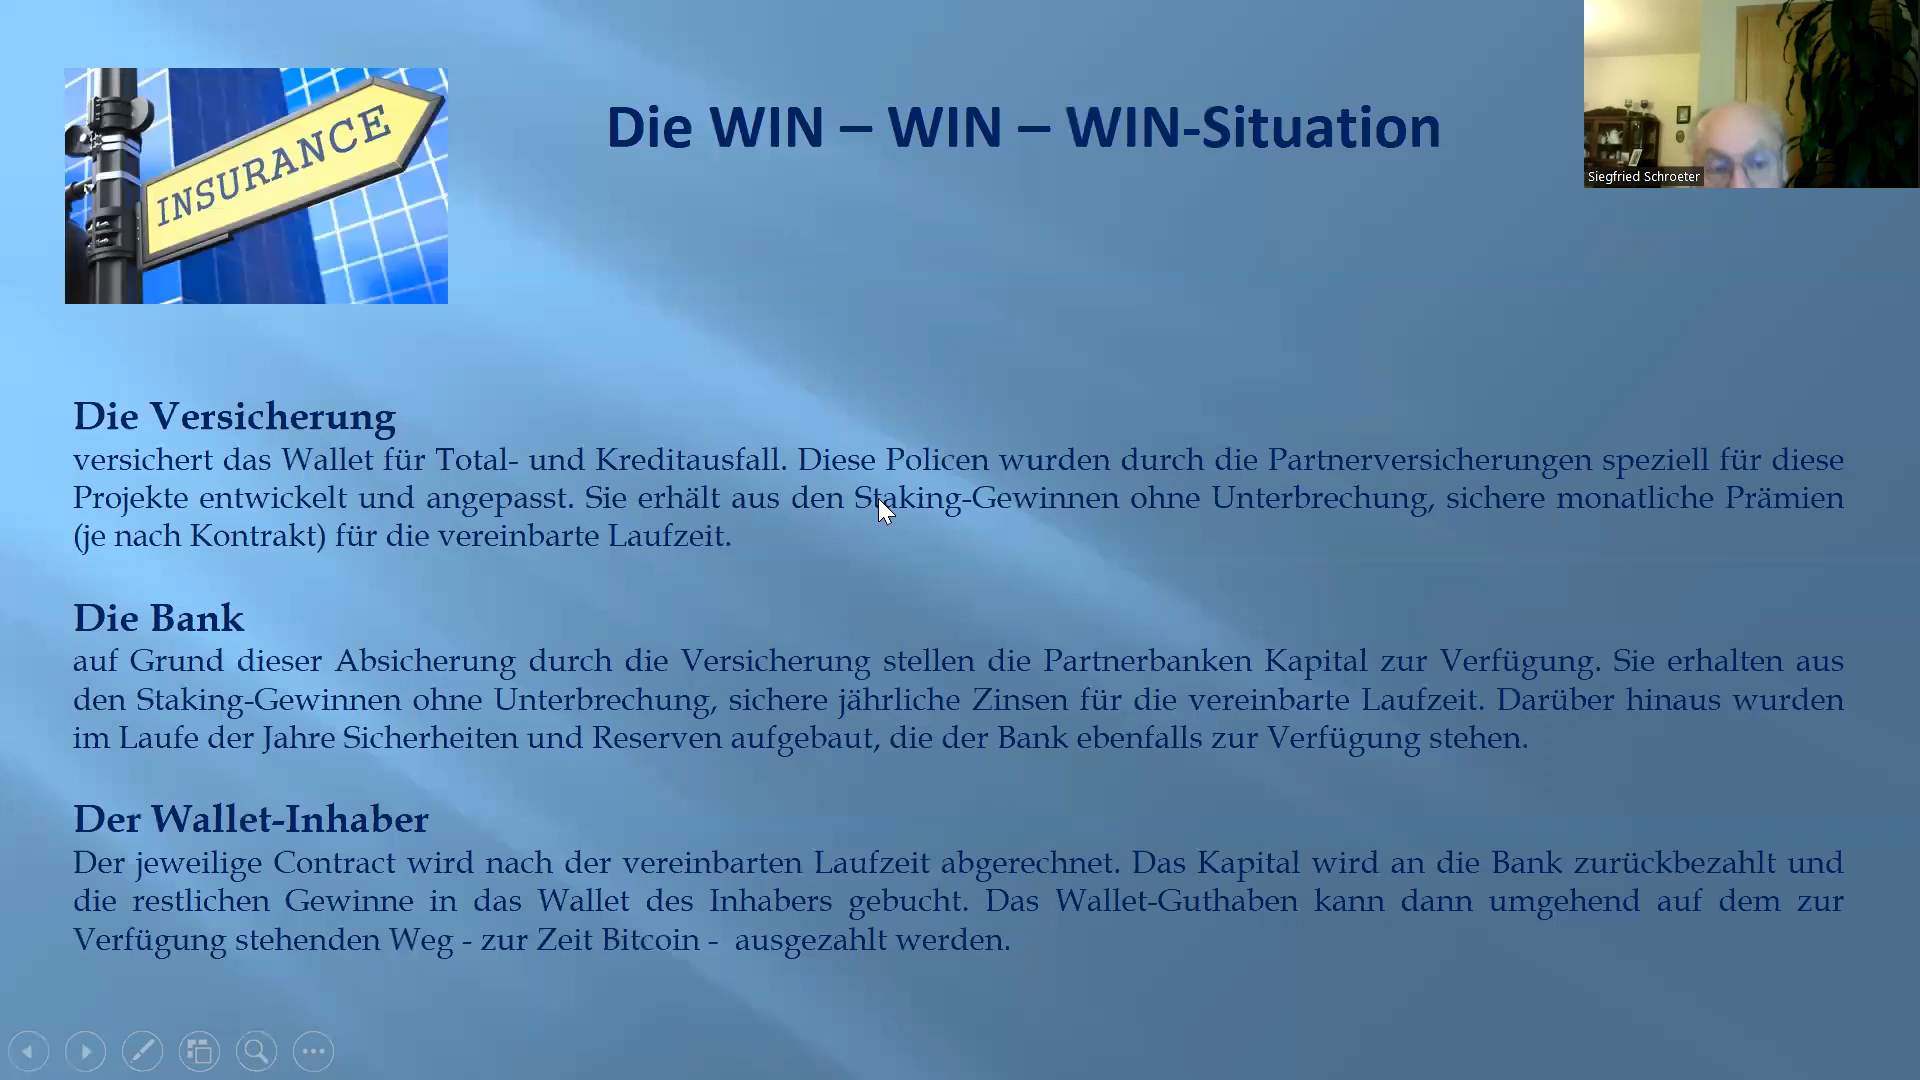 INSURANCE
Die WIN – WIN – WIN-Situation
Siegfried Schroeter
Die Versicherung
versichert das Wallet für Total- und Kreditausfall. Diese Policen wurden durch die Partnerversicherungen speziell für diese
Projekte entwickelt und angepasst. Sie erhält aus den Staking-Gewinnen ohne Unterbrechung, sichere monatliche Prämien
(je nach Kontrakt) für die vereinbarte Laufzeit.
Die Bank
auf Grund dieser Absicherung durch die Versicherung stellen die Partnerbanken Kapital zur Verfügung. Sie erhalten aus
den Staking-Gewinnen ohne Unterbrechung, sichere jährliche Zinsen für die vereinbarte Laufzeit. Darüber hinaus wurden
im Laufe der Jahre Sicherheiten und Reserven aufgebaut, die der Bank ebenfalls zur Verfügung stehen.
Der Wallet-Inhaber
Der jeweilige Contract wird nach der vereinbarten Laufzeit abgerechnet. Das Kapital wird an die Bank zurückbezahlt und
die restlichen Gewinne in das Wallet des Inhabers gebucht. Das Wallet-Guthaben kann dann umgehend auf dem zur
Verfügung stehenden Weg - zur Zeit Bitcoin - ausgezahlt werden.